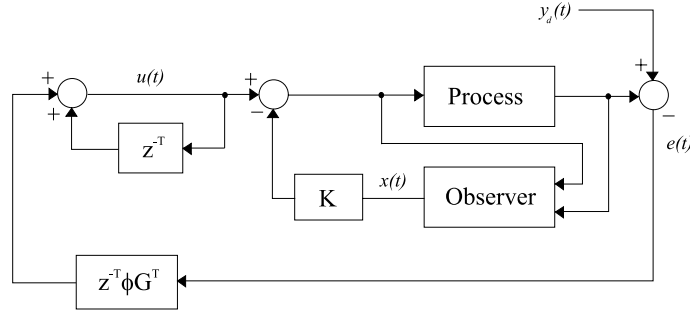 y_d(t)
+
−
e(t)
Process
+
−
u(t)
+
+
z^{-T}
K
x(t)
Observer
z^{-T}ϕG^{T}